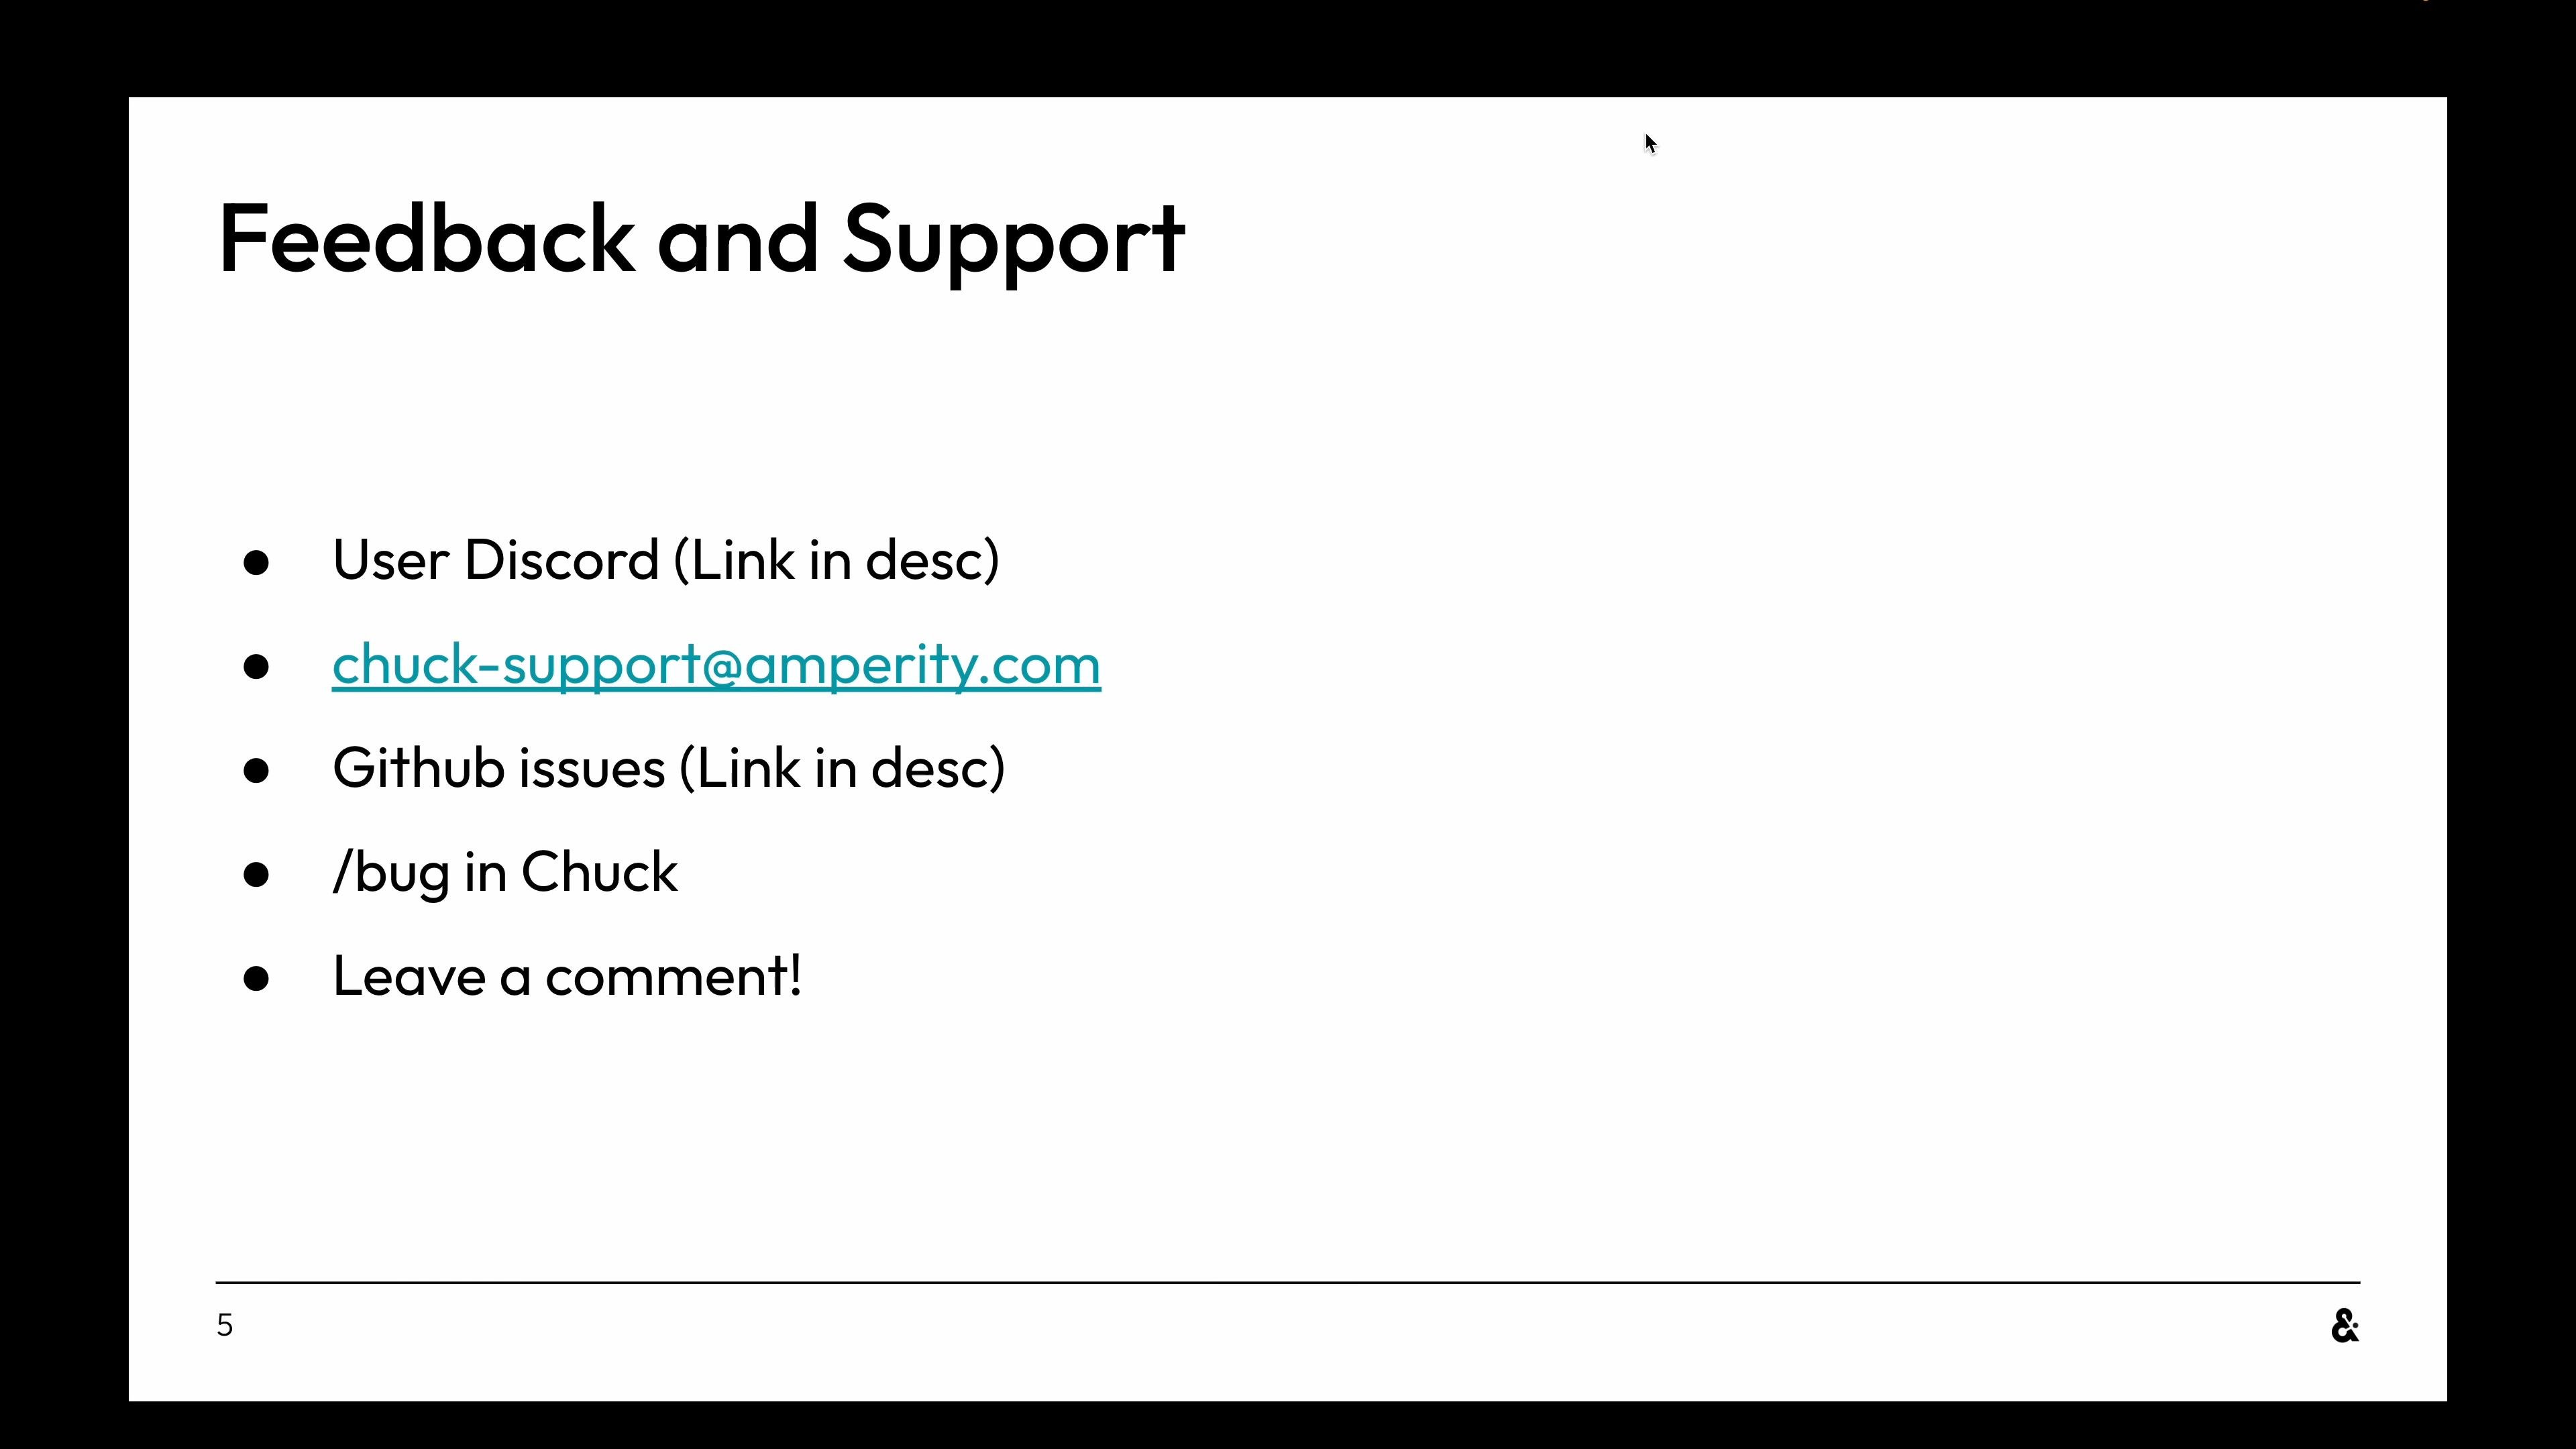 Feedback and Support
● User Discord (Link in desc)
● chuck-support@amperity.com
● Github issues (Link in desc)
● /bug in Chuck
● Leave a comment!
5
&